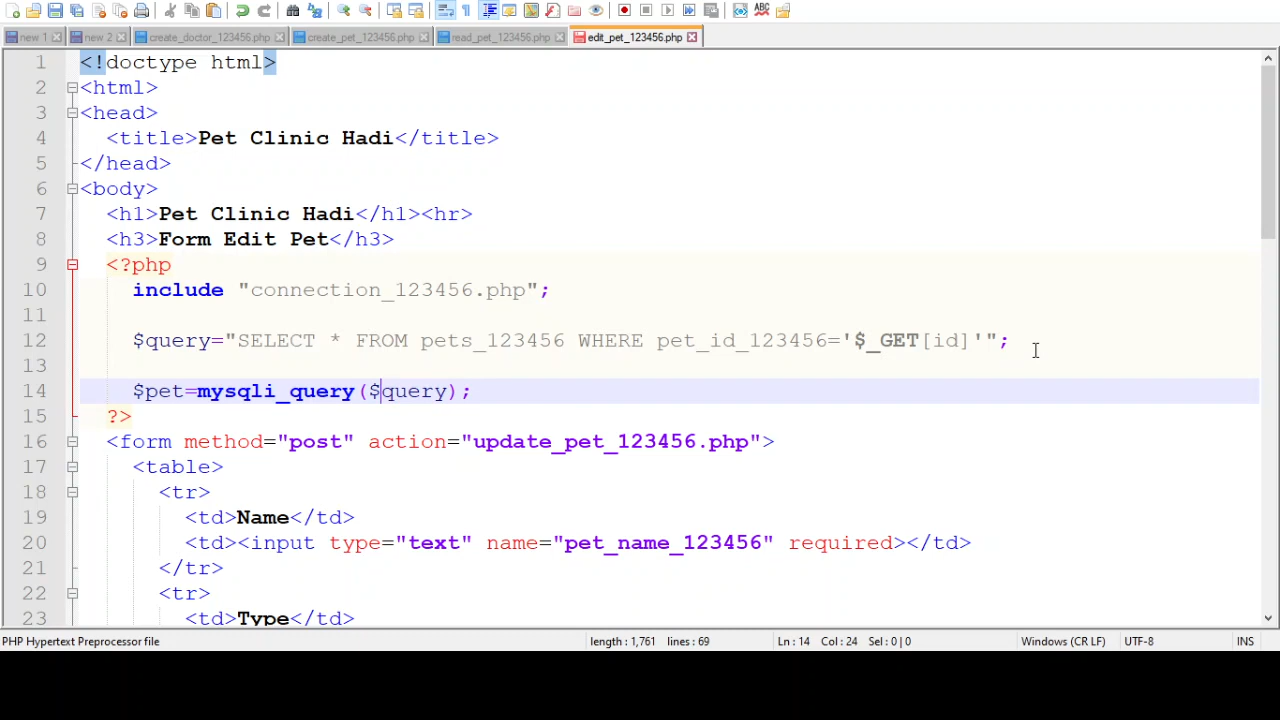 new 1 new 2 create_doctor_123456.php create_pet_123456.php read_pet_123456.php edit_pet_123456.php
1 <!doctype html>
2 <html>
3 <head>
4 <title>Pet Clinic Hadi</title>
5 </head>
6 <body>
7 <h1>Pet Clinic Hadi</h1><hr>
8 <h3>Form Edit Pet</h3>
9 <?php
10 include "connection_123456.php";
11
12 $query="SELECT * FROM pets_123456 WHERE pet_id_123456='$_GET[id]'";
13
14 $pet=mysqli_query($query);
15 ?>
16 <form method="post" action="update_pet_123456.php">
17 <table>
18 <tr>
19 <td>Name</td>
20 <td><input type="text" name="pet_name_123456" required></td>
21 </tr>
22 <tr>
23 <td>Type</td>
PHP Hypertext Preprocessor file length : 1,761 lines : 69 Ln : 14 Col : 24 Sel : 0 | 0 Windows (CR LF) UTF-8 INS